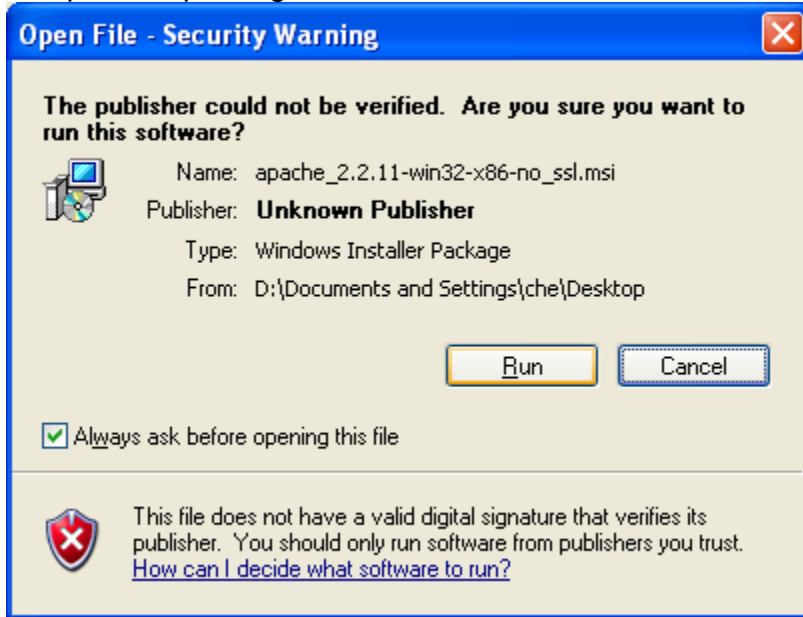 Open File - Security Warning
The publisher could not be verified. Are you sure you want to
run this software?
Name: apache_2.2.11-win32-x86-no_ssl.msi
Publisher: Unknown Publisher
Type: Windows Installer Package
From: D:\Documents and Settings\che\Desktop
Run Cancel
Always ask before opening this file
This file does not have a valid digital signature that verifies its
publisher. You should only run software from publishers you trust.
How can I decide what software to run?